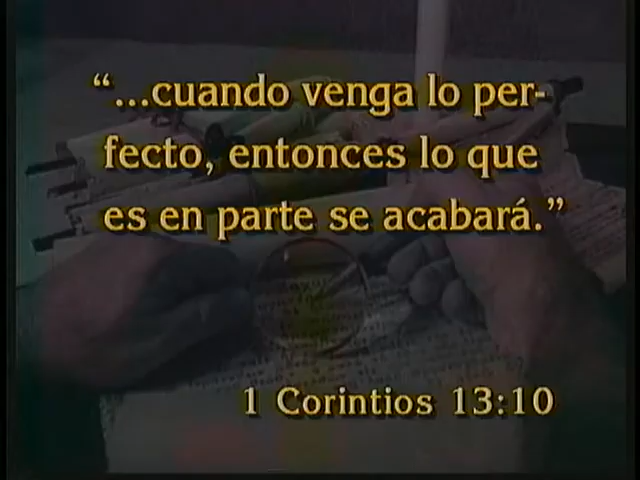 “...cuando venga lo per-
fecto, entonces lo que
es en parte se acabará.”
1 Corintios 13:10